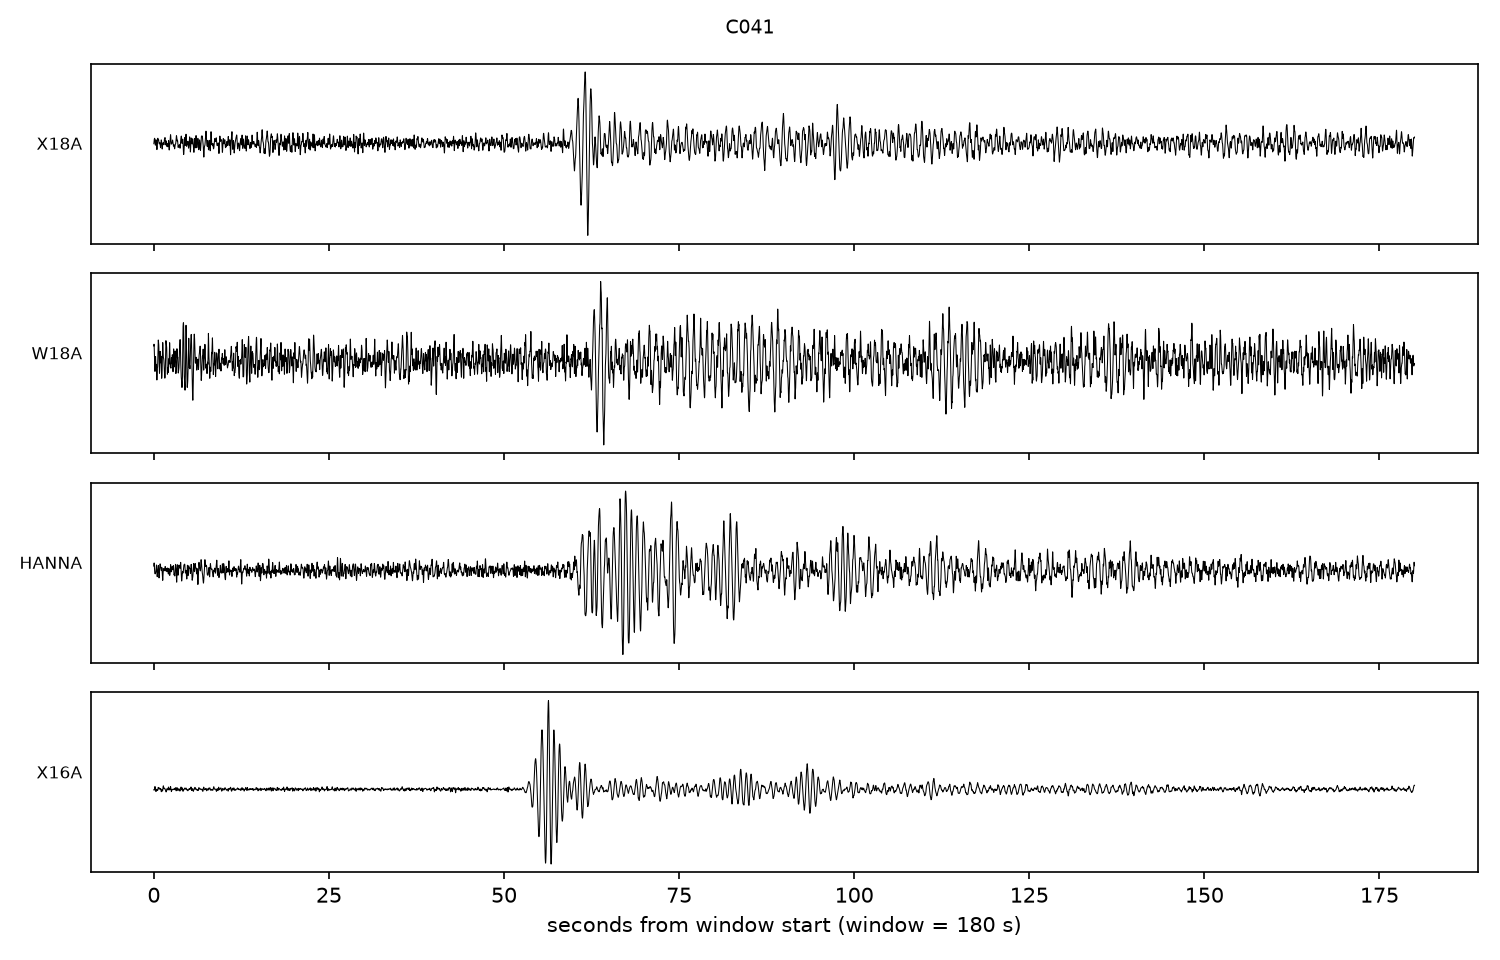 C041
X18A
W18A
HANNA
X16A
0 25 50 75 100 125 150 175
seconds from window start (window = 180 s)